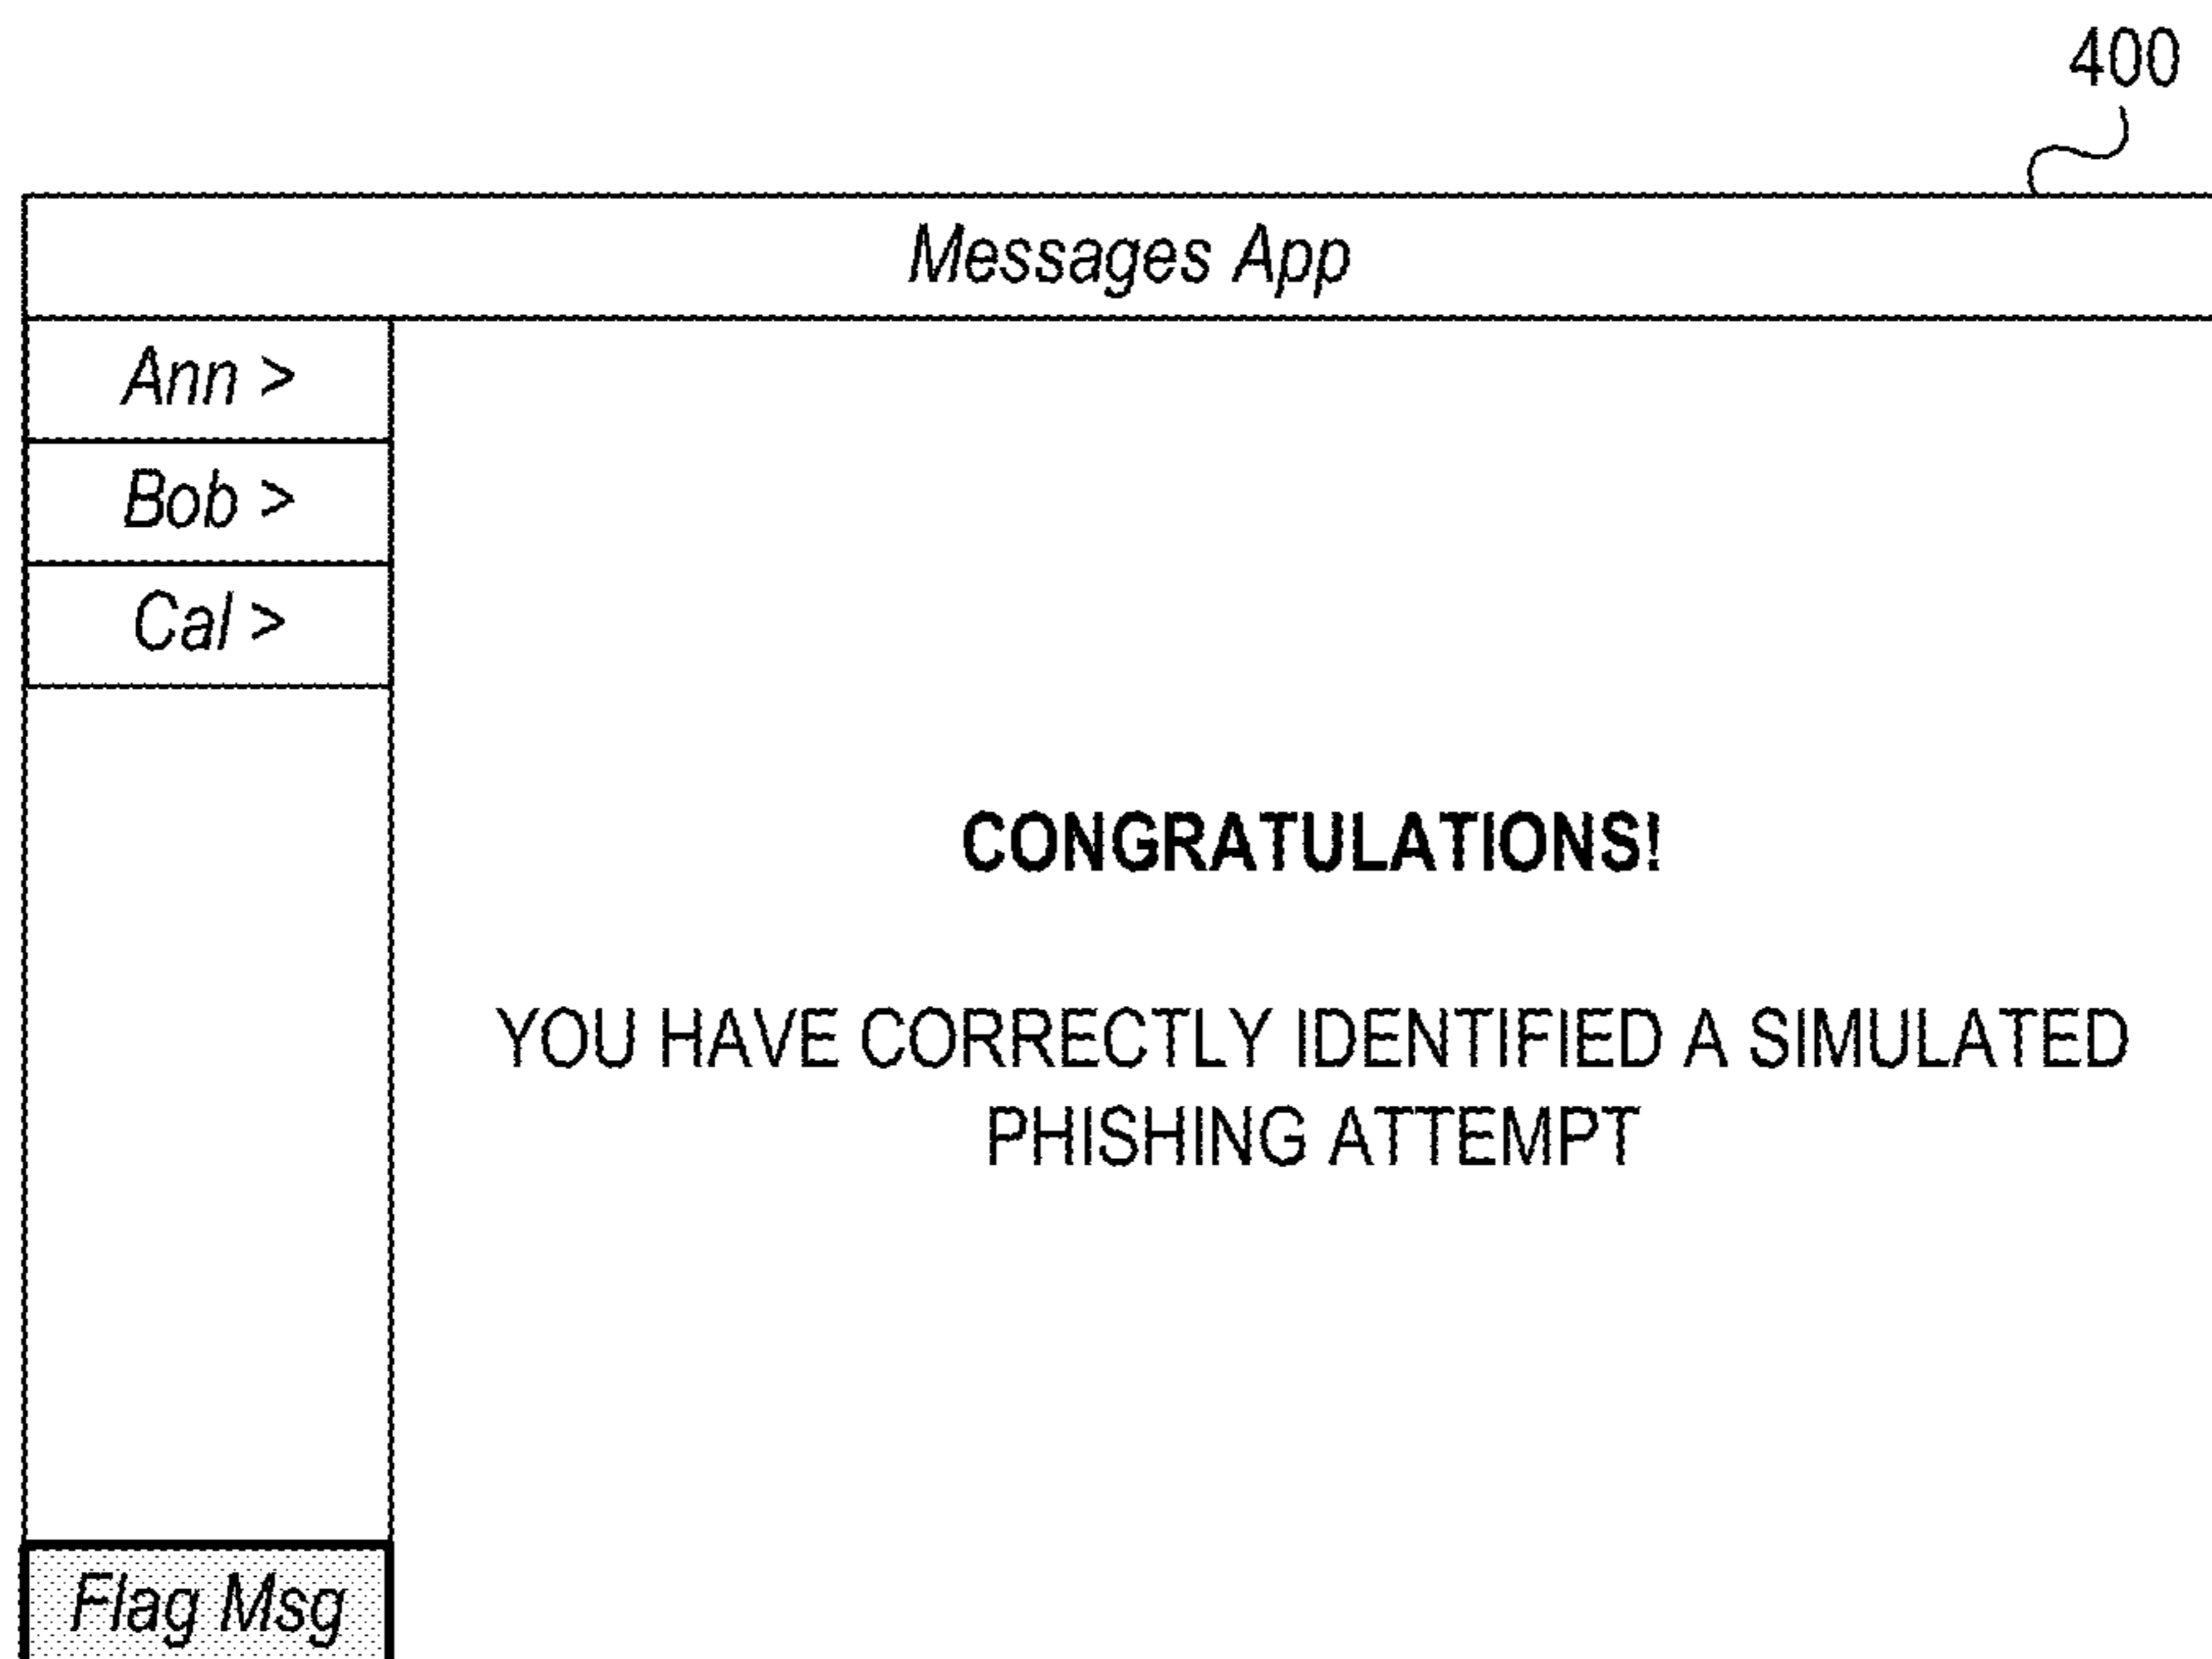 400
Messages App
Ann >
Bob >
Cal >
CONGRATULATIONS!
YOU HAVE CORRECTLY IDENTIFIED A SIMULATED
PHISHING ATTEMPT
Flag Msg